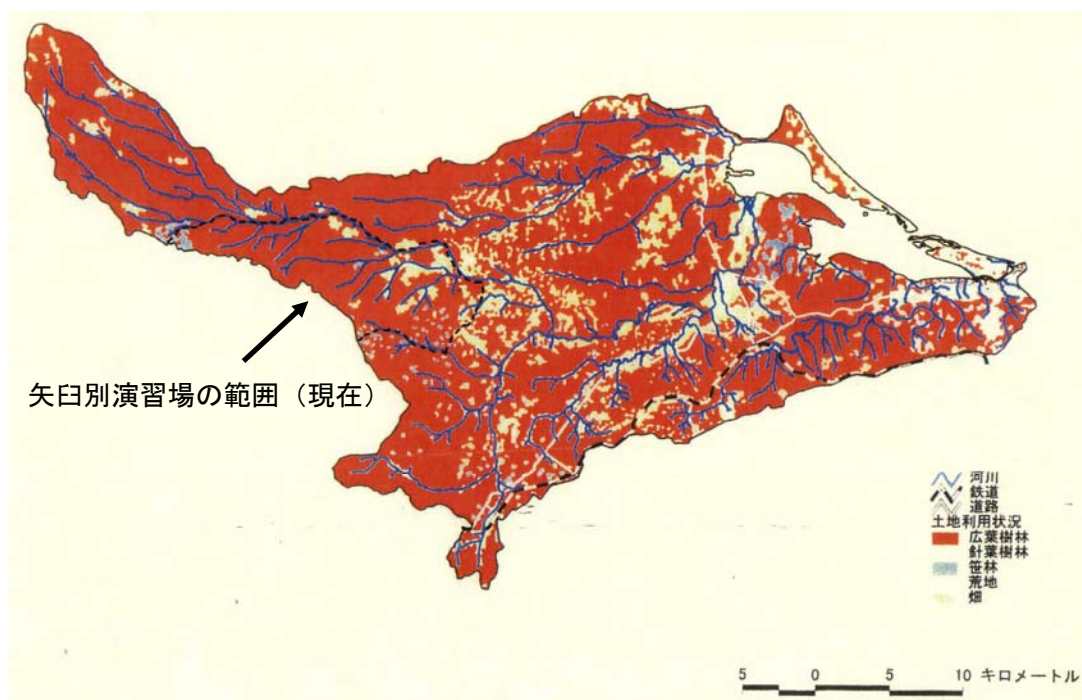 矢臼別演習場の範囲（現在）
河川
鉄道
道路
土地利用状況
広葉樹林
針葉樹林
笹林
荒地
畑
5 0 5 10 キロメートル